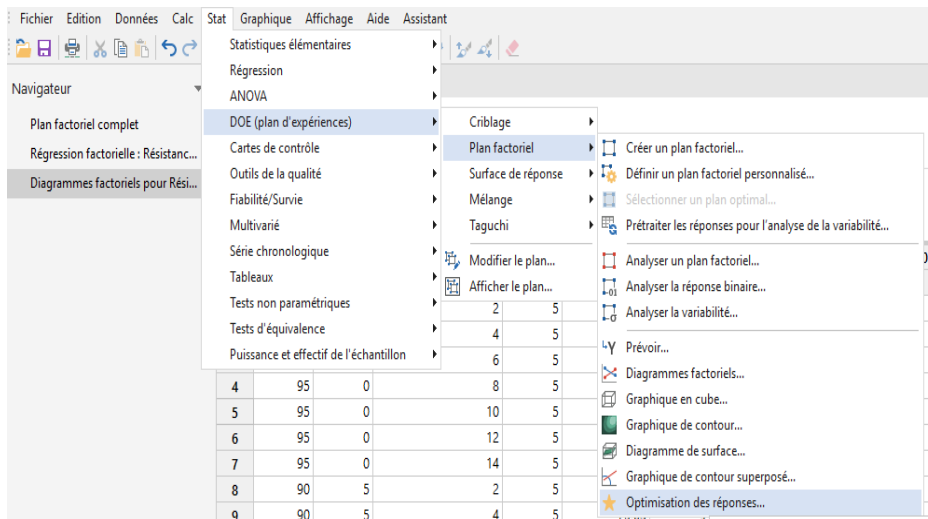 Fichier Edition Données Calc Stat Graphique Affichage Aide Assistant
Navigateur
Plan factoriel complet
Régression factorielle : Résistanc...
Diagrammes factoriels pour Rési...
Statistiques élémentaires
Régression
ANOVA
DOE (plan d'expériences)
Cartes de contrôle
Outils de la qualité
Fiabilité/Survie
Multivarié
Série chronologique
Tableaux
Tests non paramétriques
Tests d'équivalence
Puissance et effectif de l'échantillon
Criblage
Plan factoriel
Surface de réponse
Mélange
Taguchi
Modifier le plan...
Afficher le plan...
Créer un plan factoriel...
Définir un plan factoriel personnalisé...
Sélectionner un plan optimal...
Prétraiter les réponses pour l'analyse de la variabilité...
Analyser un plan factoriel...
Analyser la réponse binaire...
Analyser la variabilité...
Prévoir...
Diagrammes factoriels...
Graphique en cube...
Graphique de contour...
Diagramme de surface...
Graphique de contour superposé...
Optimisation des réponses...
2 5
4 5
6 5
4 95 0 8 5
5 95 0 10 5
6 95 0 12 5
7 95 0 14 5
8 90 5 2 5
9 90 5 4 5